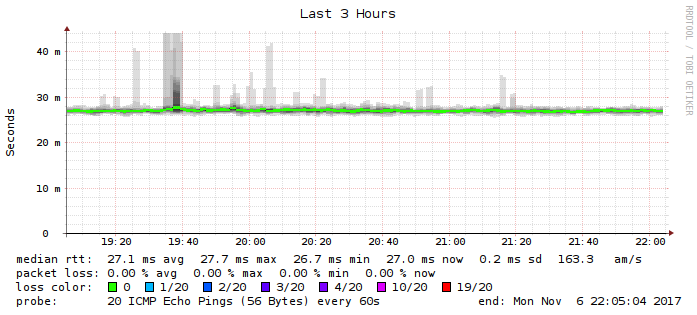 Last 3 Hours
RRDTOOL / TOBI OETIKER
Seconds
40 m
30 m
20 m
10 m
0
19:20 19:40 20:00 20:20 20:40 21:00 21:20 21:40 22:00
median rtt: 27.1 ms avg 27.7 ms max 26.7 ms min 27.0 ms now 0.2 ms sd 163.3 am/s
packet loss: 0.00 % avg 0.00 % max 0.00 % min 0.00 % now
loss color: 0 1/20 2/20 3/20 4/20 10/20 19/20
probe: 20 ICMP Echo Pings (56 Bytes) every 60s end: Mon Nov 6 22:05:04 2017